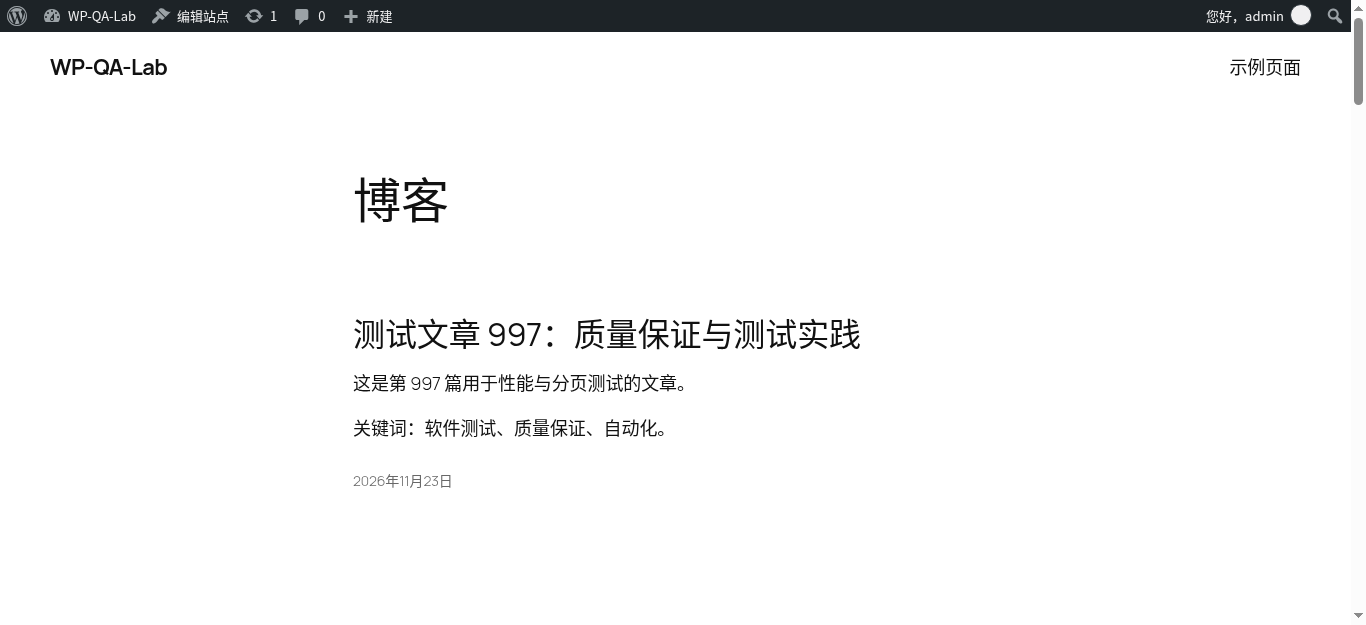 WP-QA-Lab 编辑站点 1 0 新建 您好，admin
WP-QA-Lab 示例页面
博客
测试文章 997：质量保证与测试实践
这是第 997 篇用于性能与分页测试的文章。
关键词：软件测试、质量保证、自动化。
2026年11月23日